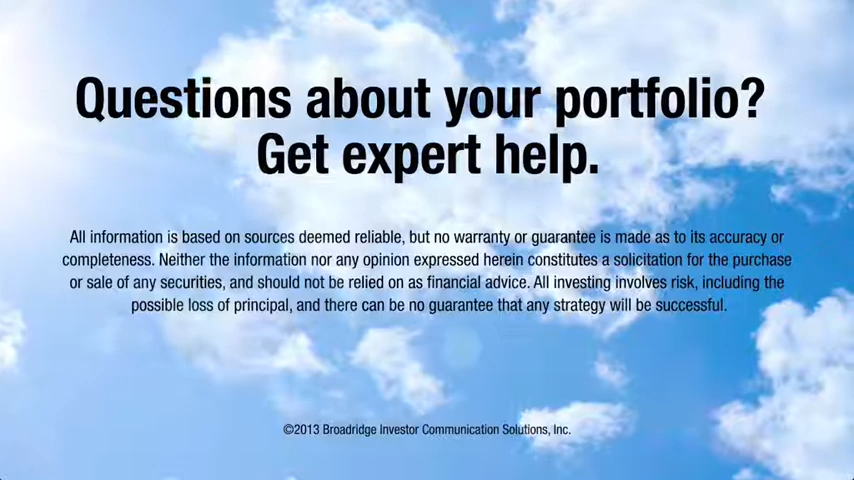 Questions about your portfolio?
Get expert help.
All information is based on sources deemed reliable, but no warranty or guarantee is made as to its accuracy or
completeness. Neither the information nor any opinion expressed herein constitutes a solicitation for the purchase
or sale of any securities, and should not be relied on as financial advice. All investing involves risk, including the
possible loss of principal, and there can be no guarantee that any strategy will be successful.
©2013 Broadridge Investor Communication Solutions, Inc.